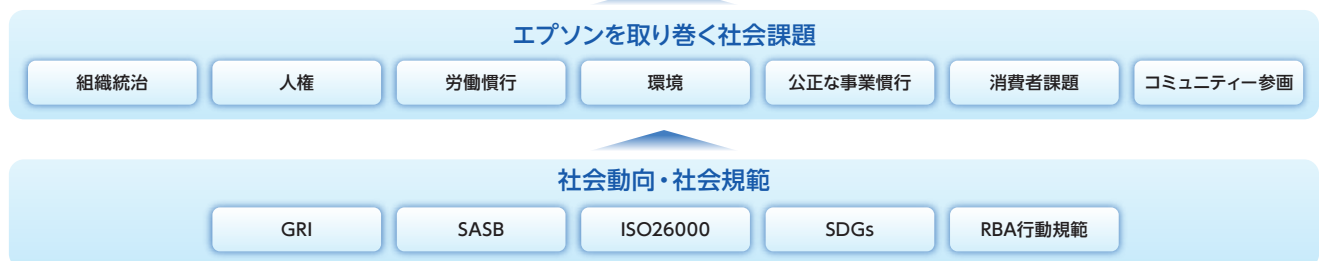 エプソンを取り巻く社会課題
組織統治 人権 労働慣行 環境 公正な事業慣行 消費者課題 コミュニティー参画
社会動向・社会規範
GRI SASB ISO26000 SDGs RBA行動規範